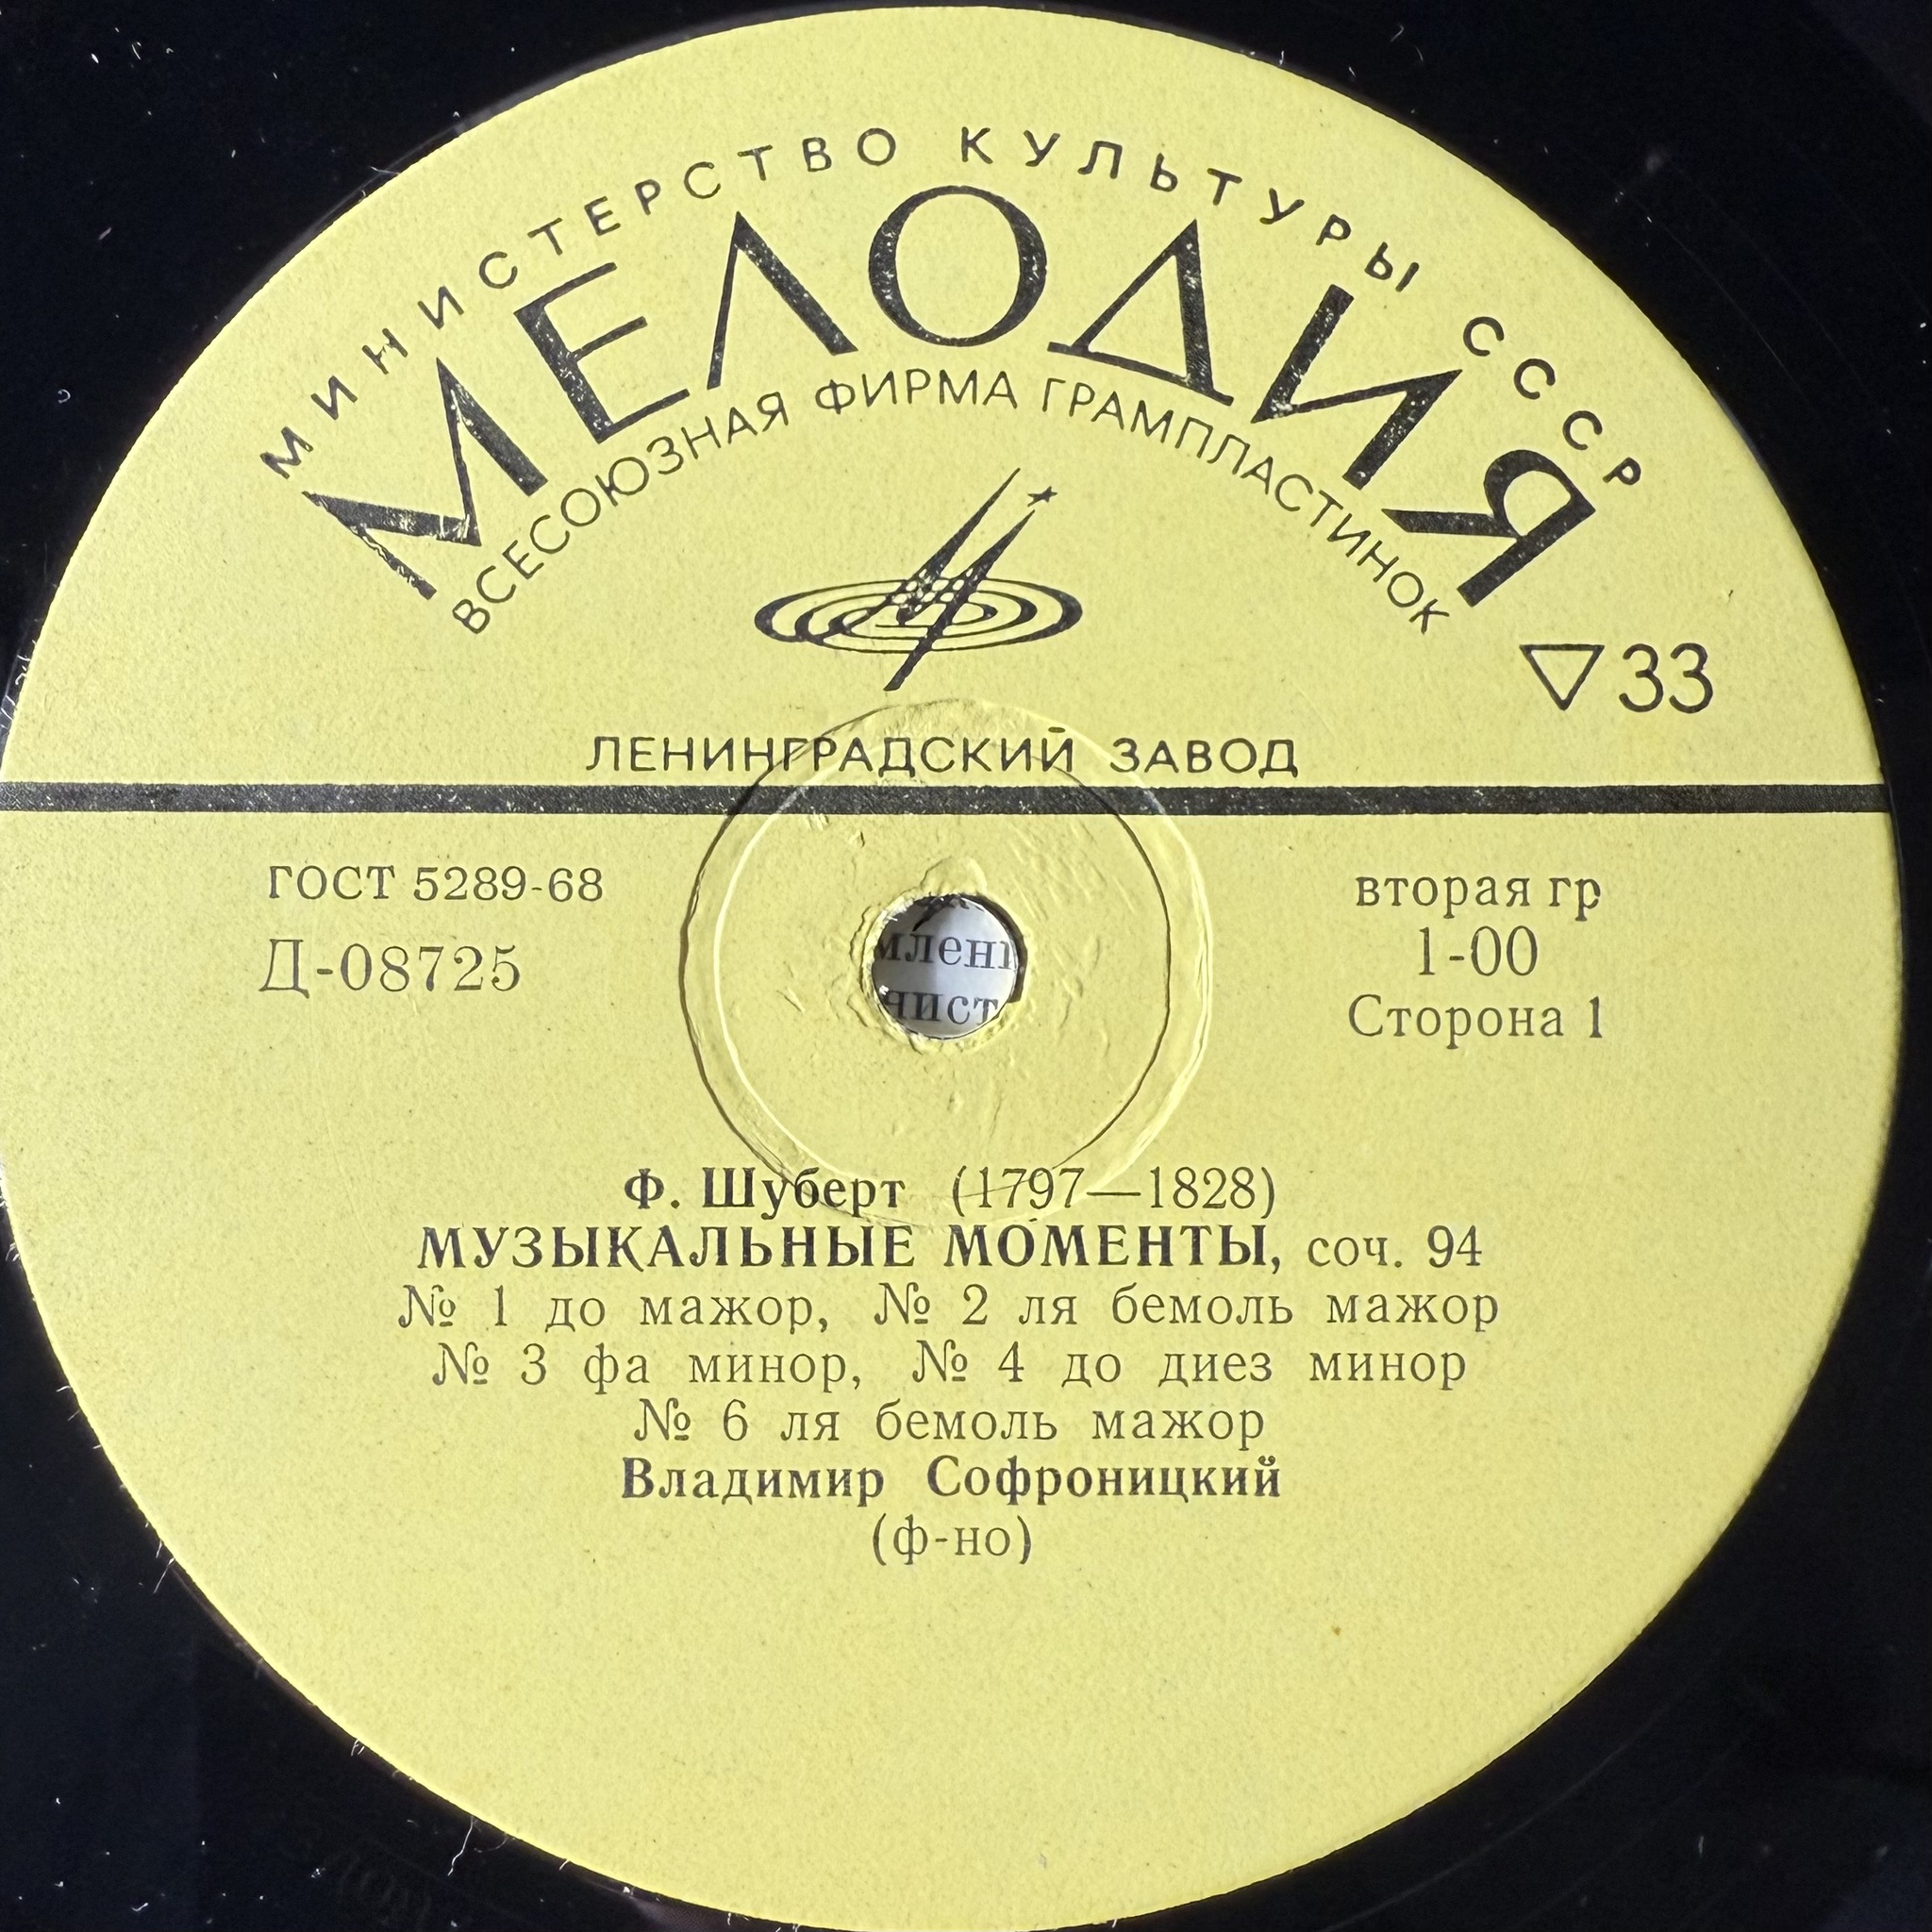 МИНИСТЕРСТВО КУЛЬТУРЫ СССР
МЕЛОДИЯ
ВСЕСОЮЗНАЯ ФИРМА ГРАМПЛАСТИНОК
33
ЛЕНИНГРАДСКИЙ ЗАВОД
ГОСТ 5289-68
Д-08725
вторая гр
1-00
Сторона 1
Ф. Шуберт (1797—1828)
МУЗЫКАЛЬНЫЕ МОМЕНТЫ, соч. 94
№ 1 до мажор, № 2 ля бемоль мажор
№ 3 фа минор, № 4 до диез минор
№ 6 ля бемоль мажор
Владимир Софроницкий
(ф-но)